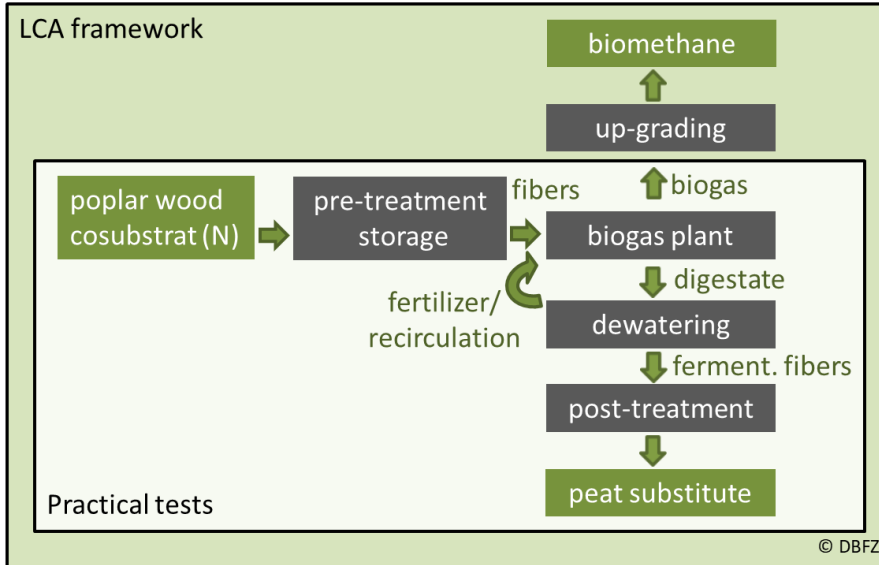 LCA framework
biomethane
up-grading
biogas
poplar wood
cosubstrat (N)
pre-treatment
storage
fibers
biogas plant
digestate
fertilizer/
recirculation
dewatering
ferment. fibers
post-treatment
peat substitute
Practical tests
© DBFZ